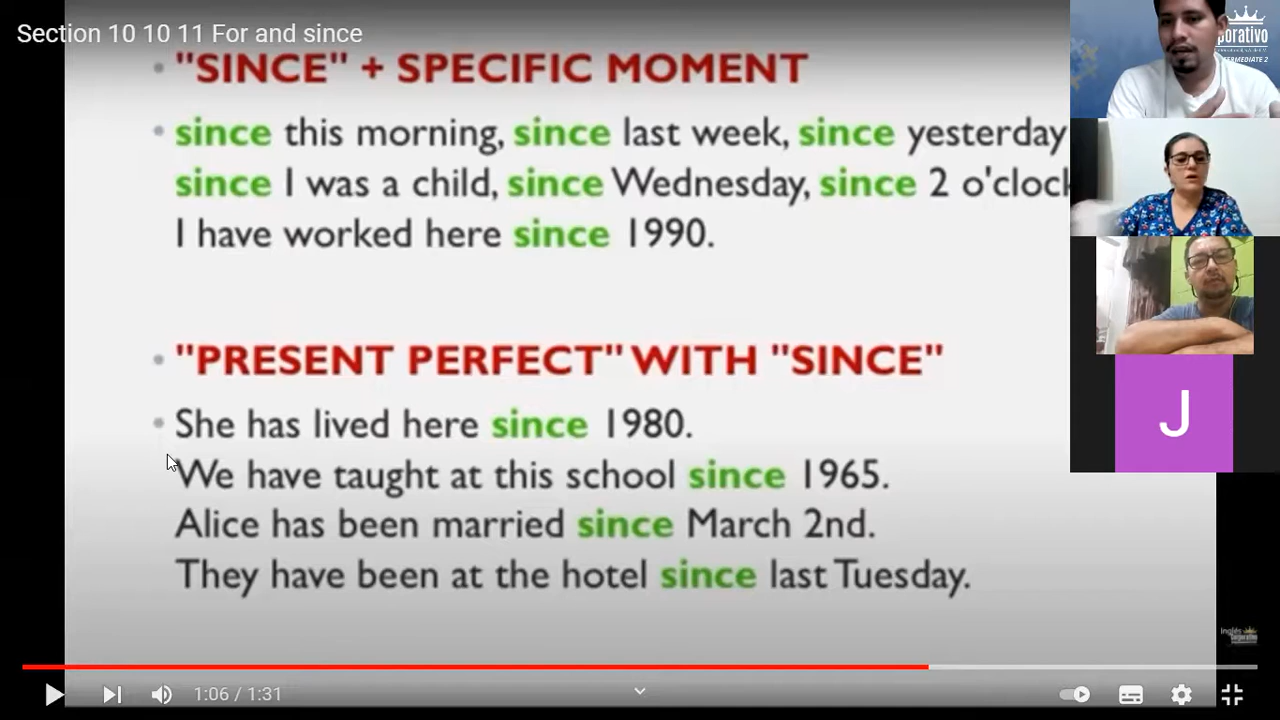 Section 10 10 11 For and since
"SINCE" + SPECIFIC MOMENT
since this morning, since last week, since yesterday
since I was a child, since Wednesday, since 2 o'clock
I have worked here since 1990.
"PRESENT PERFECT" WITH "SINCE"
She has lived here since 1980.
We have taught at this school since 1965.
Alice has been married since March 2nd.
They have been at the hotel since last Tuesday.
porativo
J
Inglés
Corporativo
1:06 / 1:31